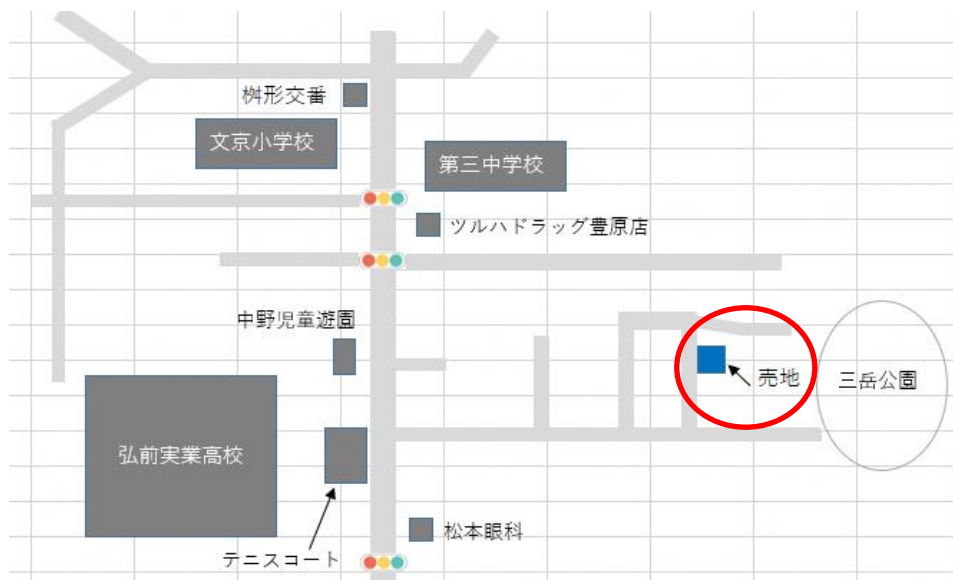 桝形交番
文京小学校
第三中学校
ツルハドラッグ豊原店
中野児童遊園
売地
三岳公園
弘前実業高校
松本眼科
テニスコート